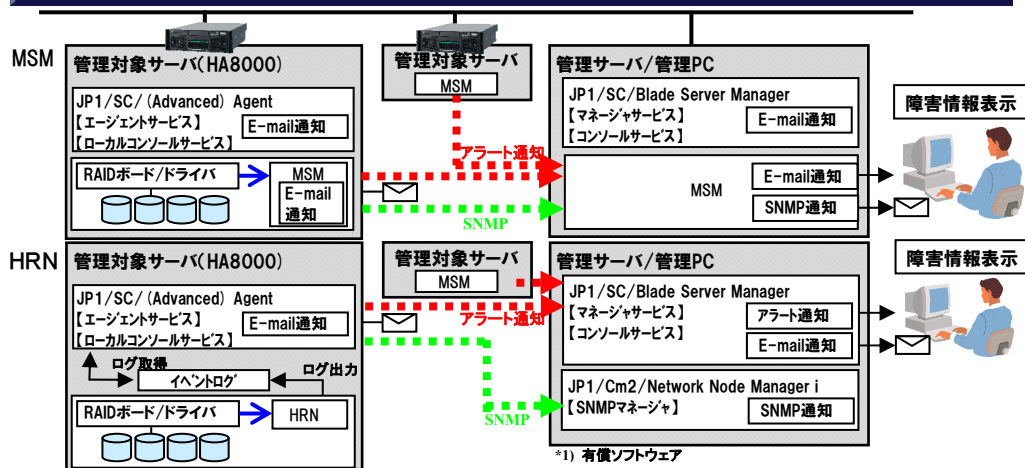 MSM
管理対象サーバ(HA8000)
JP1/SC/(Advanced) Agent
【エージェントサービス】
【ローカルコンソールサービス】
E-mail通知
RAIDボード/ドライバ
MSM
E-mail
通知
管理対象サーバ
MSM
アラート通知
SNMP
管理サーバ/管理PC
JP1/SC/Blade Server Manager
【マネージャサービス】
【コンソールサービス】
E-mail通知
MSM
E-mail通知
SNMP通知
障害情報表示
HRN
管理対象サーバ(HA8000)
JP1/SC/(Advanced) Agent
【エージェントサービス】
【ローカルコンソールサービス】
E-mail通知
ログ取得
イベントログ
ログ出力
RAIDボード/ドライバ
HRN
管理対象サーバ
MSM
アラート通知
SNMP
管理サーバ/管理PC
JP1/SC/Blade Server Manager
【マネージャサービス】
【コンソールサービス】
アラート通知
E-mail通知
JP1/Cm2/Network Node Manager i
【SNMPマネージャ】
SNMP通知
障害情報表示
*1) 有償ソフトウェア